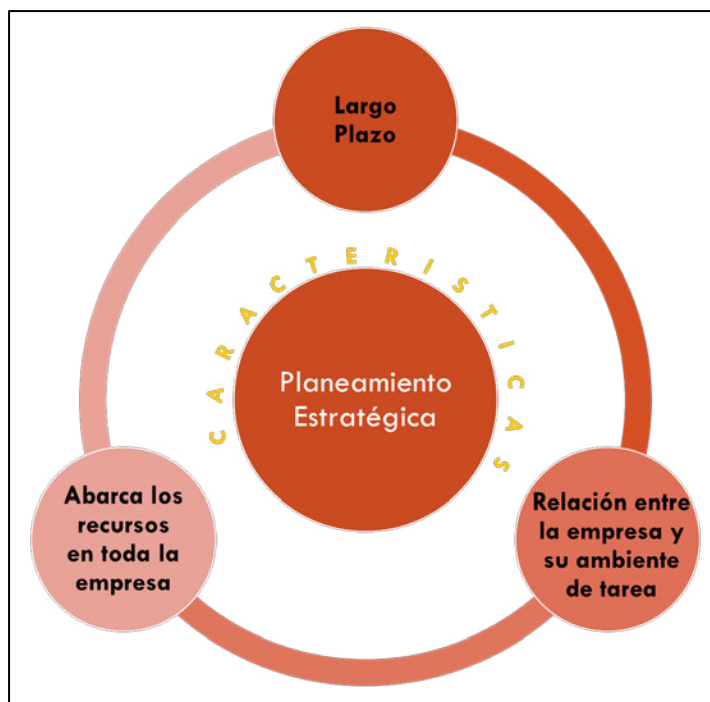 Largo
Plazo
CARACTERISTICAS
Planeamiento
Estratégica
Abarca los
recursos
en toda la
empresa
Relación entre
la empresa y
su ambiente
de tarea